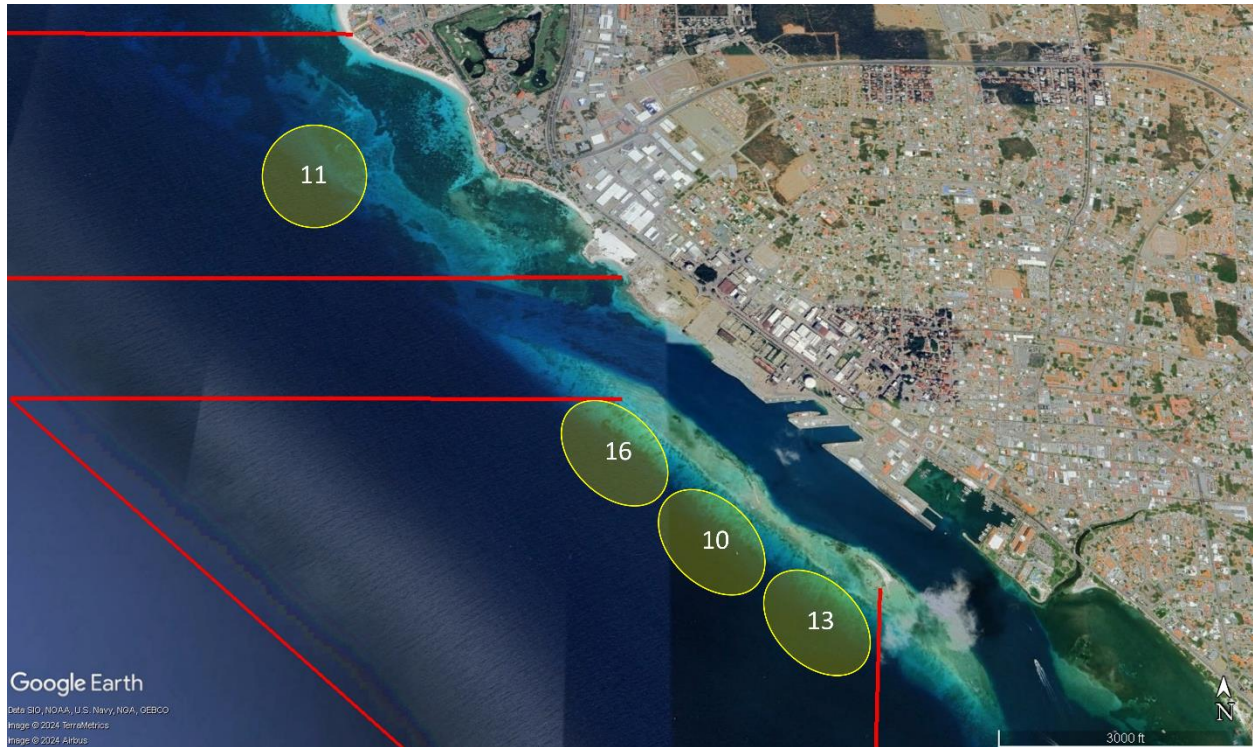 11
16
10
13
Google Earth
Data SIO, NOAA, U.S. Navy, NGA, GEBCO
Image © 2024 TerraMetrics
Image © 2024 Airbus
N
3000 ft